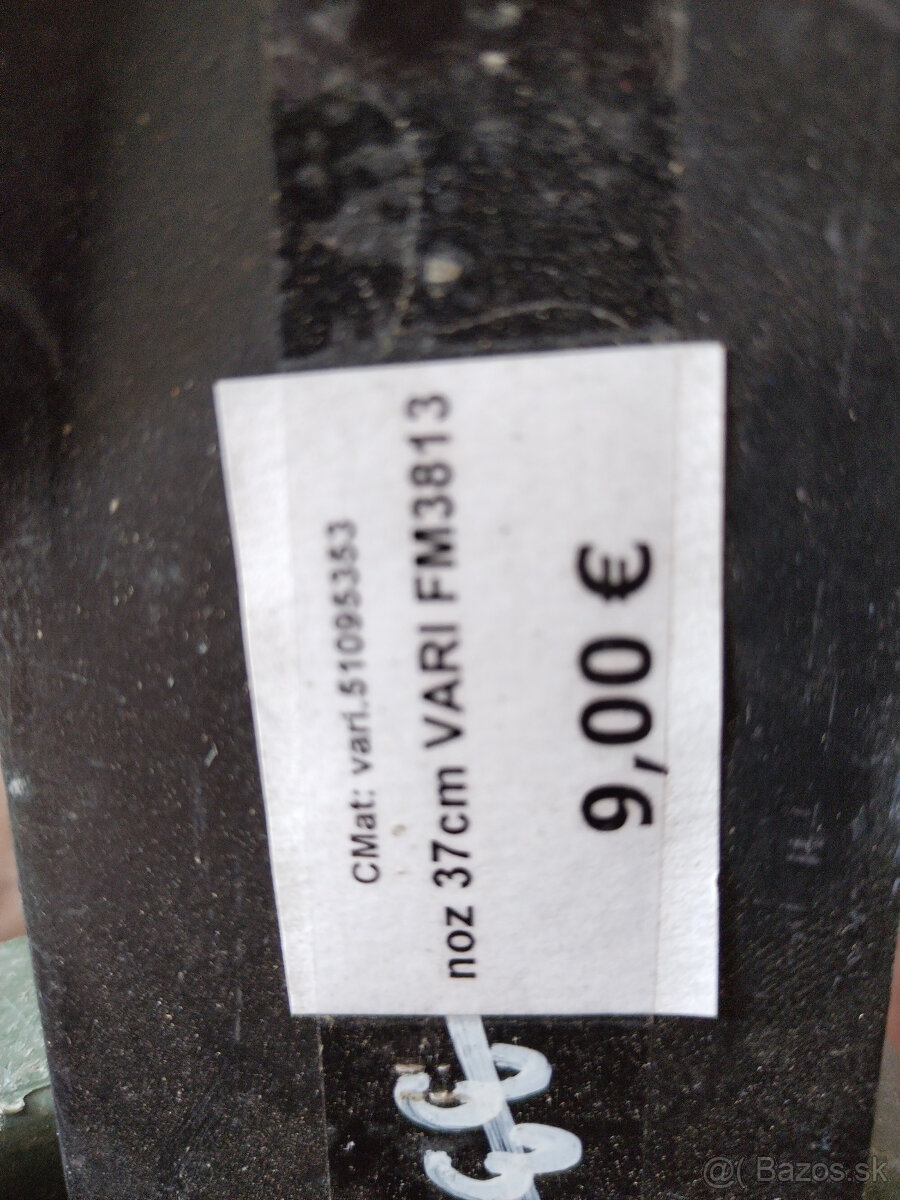 CMat: vari.51095353
noz 37cm VARI FM3813
9,00 €
@( Bazos.sk